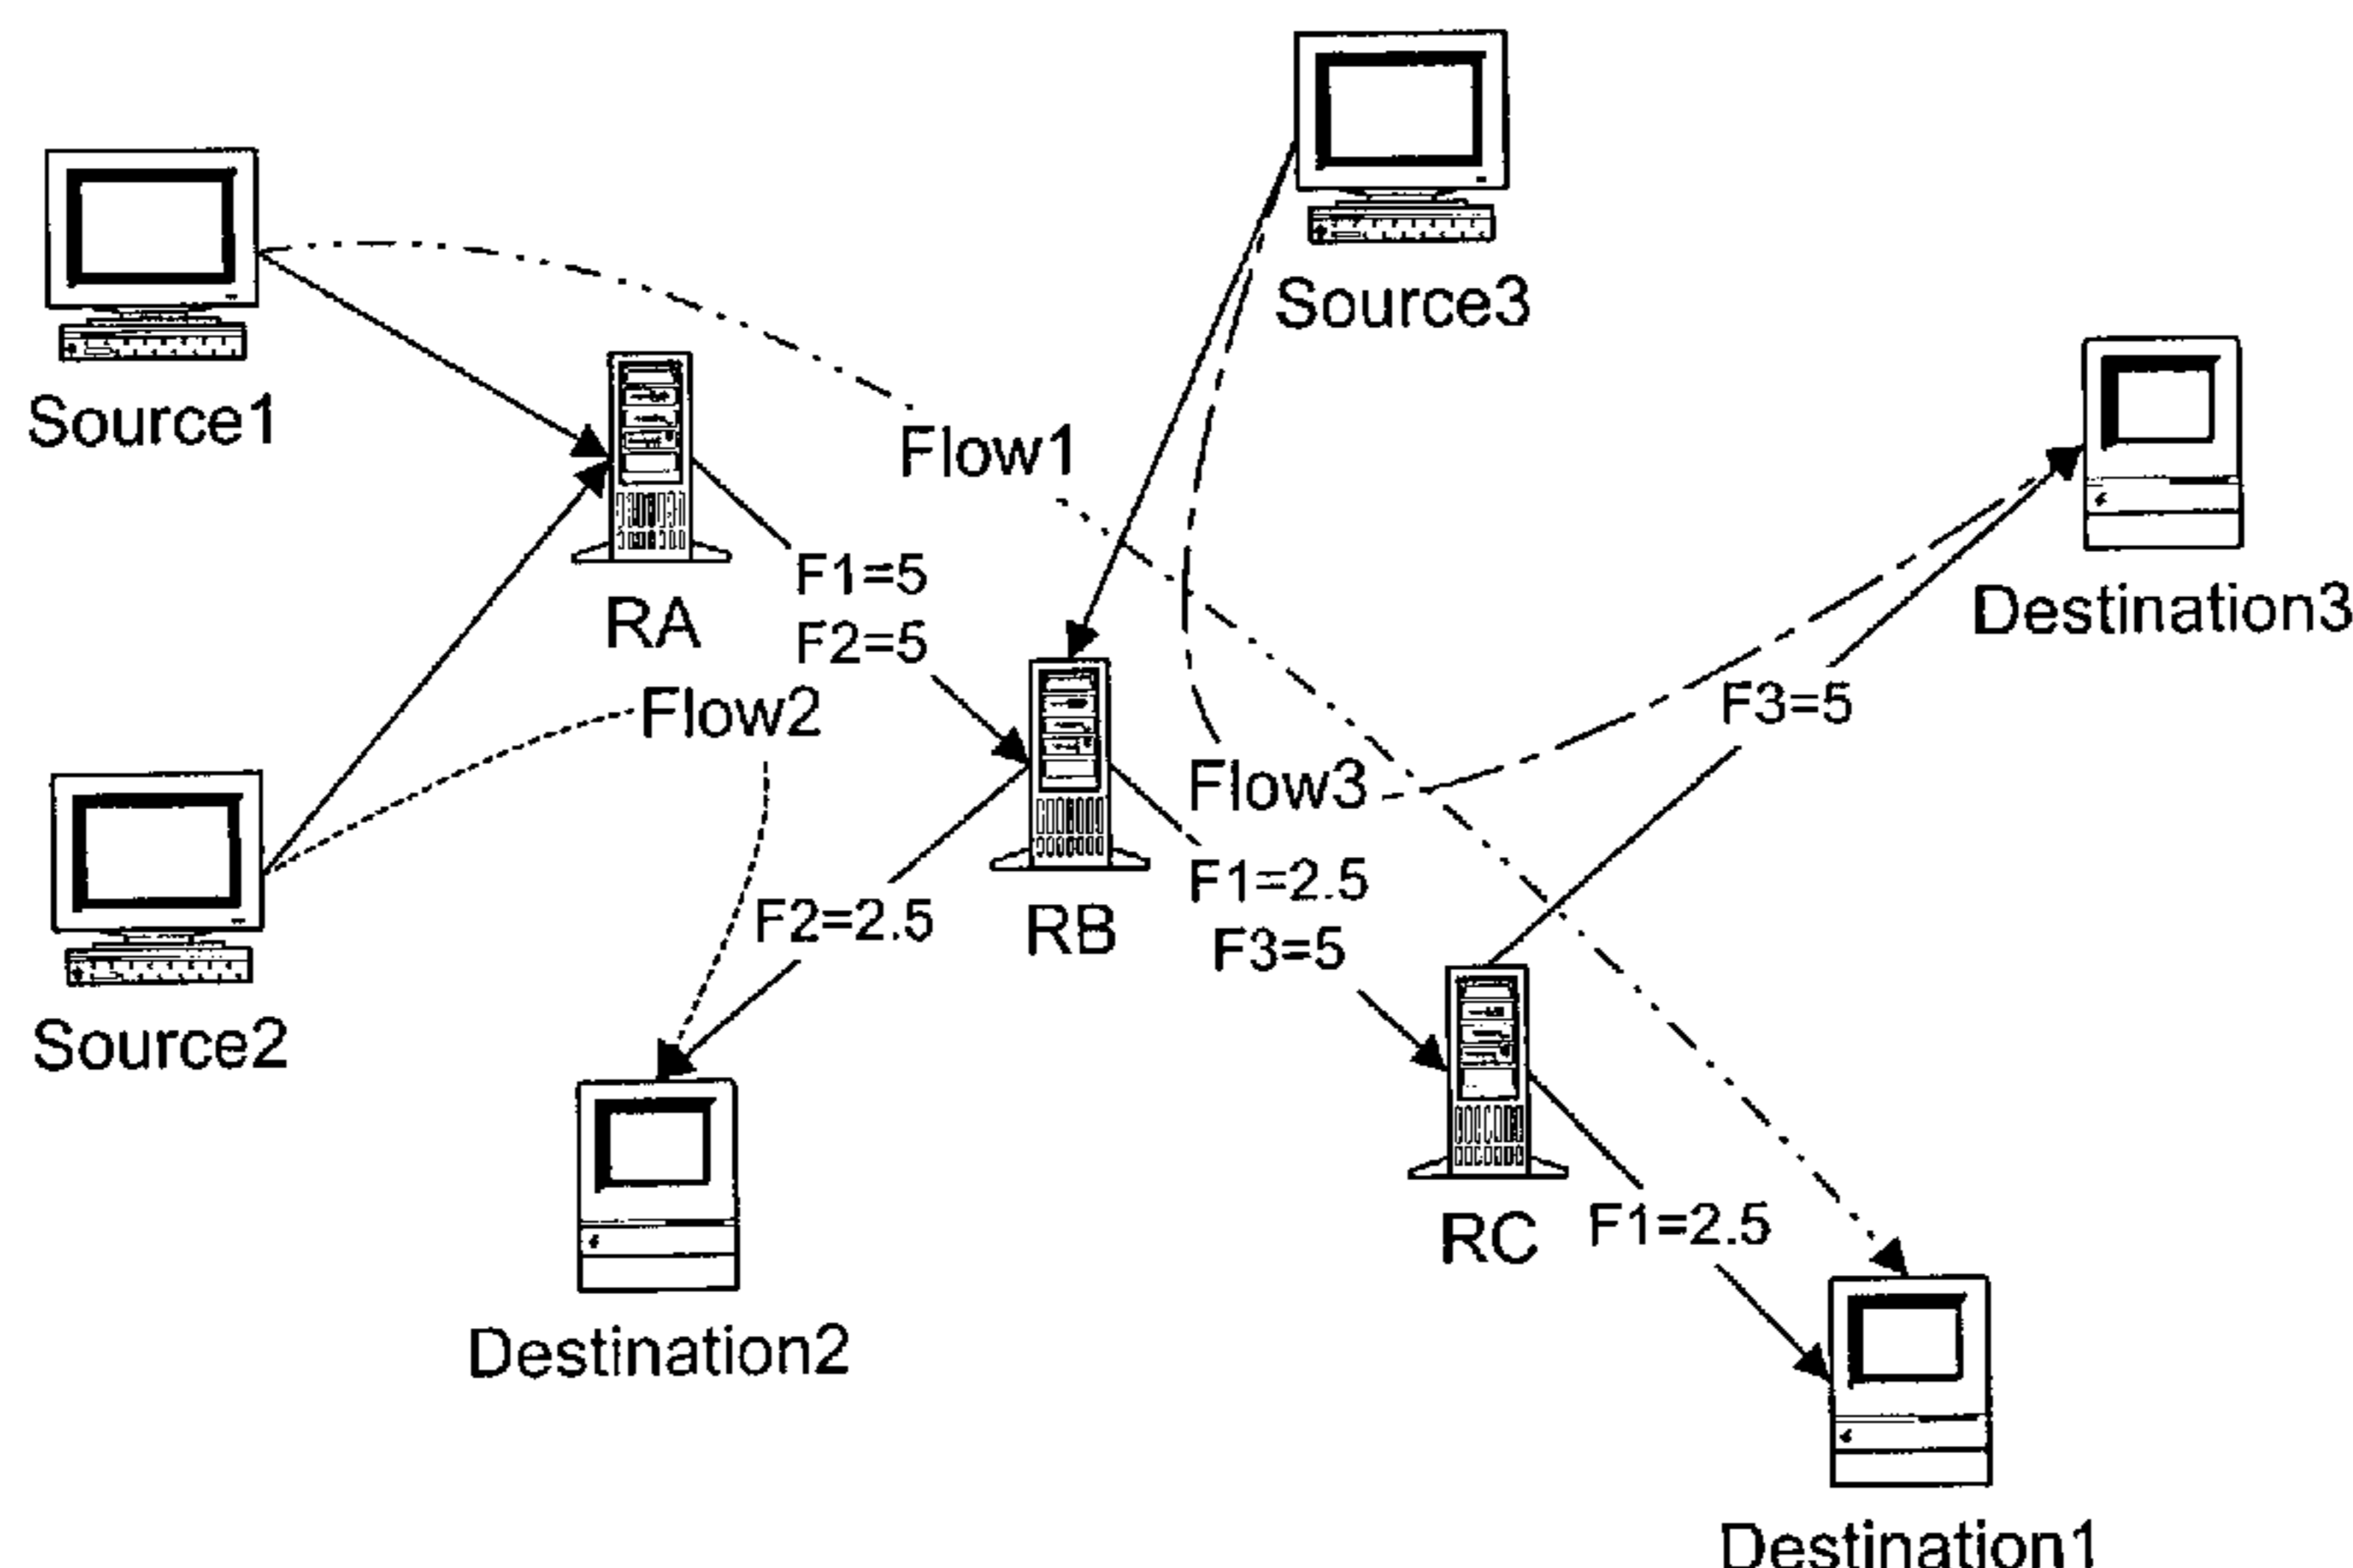 Source3
Source1
Flow1
F1=5
Destination3
RA
F2=5
F3=5
Flow2
Flow3
F1=2.5
F2=2.5
RB
F3=5
Source2
RC
F1=2.5
Destination2
Destination1